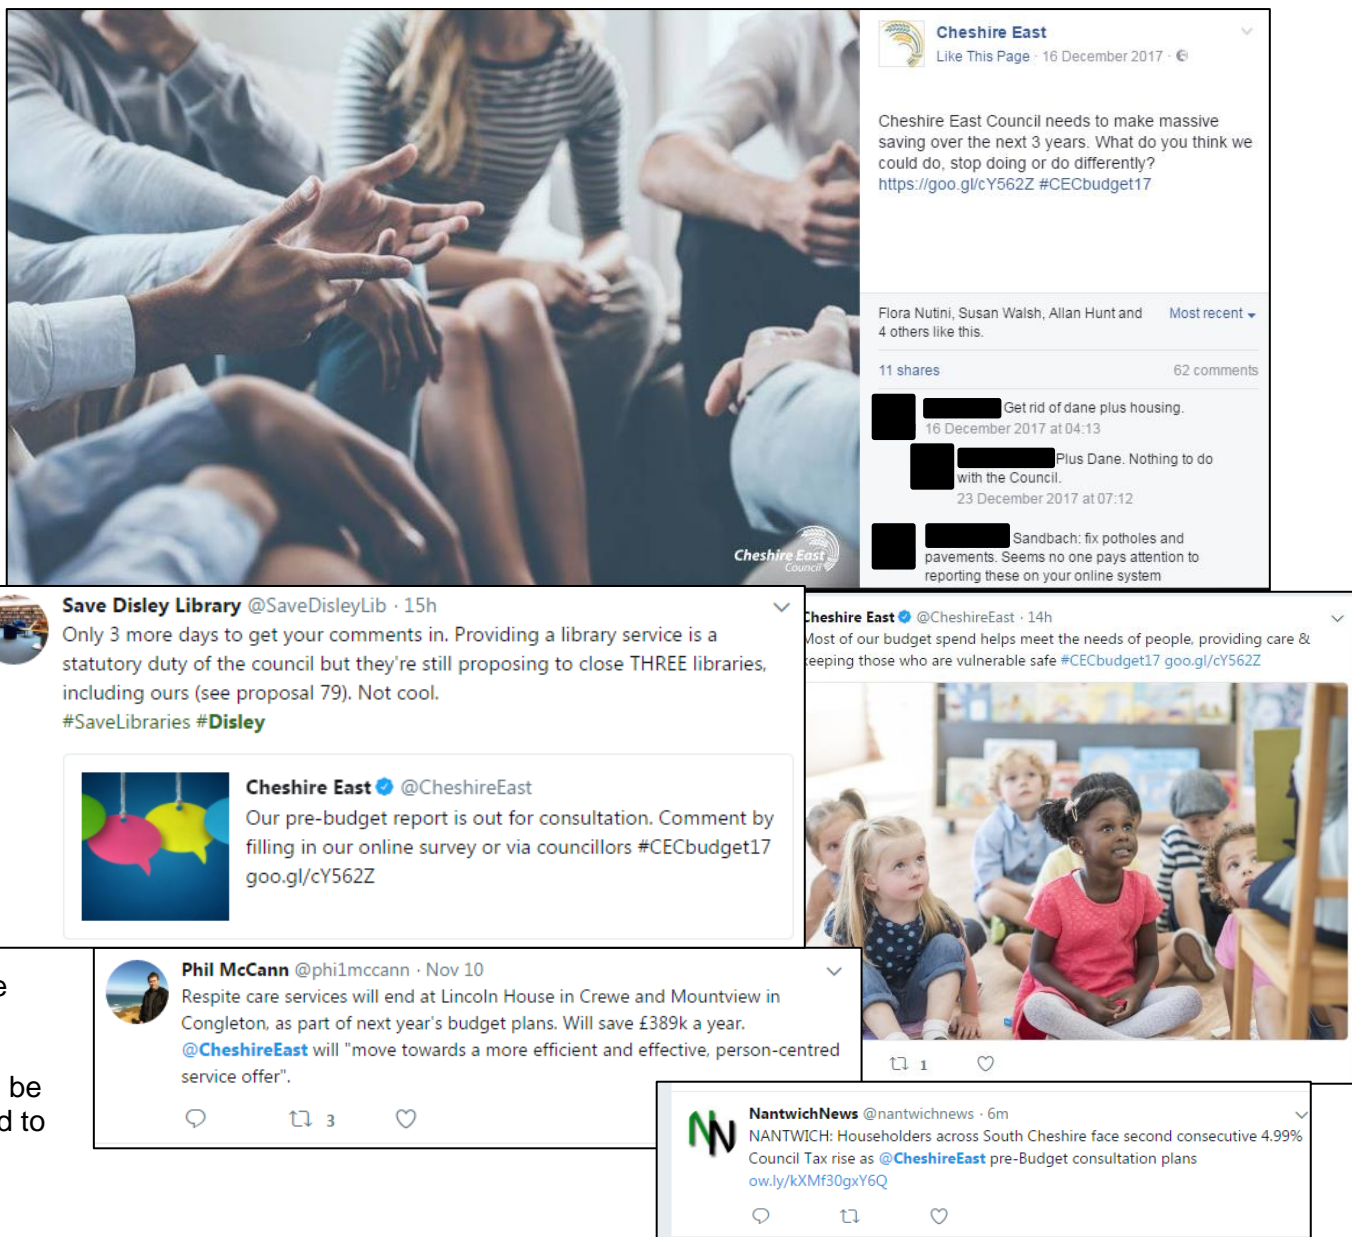 Cheshire East
Like This Page · 16 December 2017 ·
Cheshire East Council needs to make massive
saving over the next 3 years. What do you think we
could do, stop doing or do differently?
https://goo.gl/cY562Z #CECbudget17
Flora Nutini, Susan Walsh, Allan Hunt and
4 others like this.
Most recent
11 shares
62 comments
Get rid of dane plus housing.
16 December 2017 at 04:13
Plus Dane. Nothing to do
with the Council.
23 December 2017 at 07:12
Sandbach: fix potholes and
pavements. Seems no one pays attention to
reporting these on your online system
Cheshire East
Council
Save Disley Library @SaveDisleyLib · 15h
Only 3 more days to get your comments in. Providing a library service is a
statutory duty of the council but they're still proposing to close THREE libraries,
including ours (see proposal 79). Not cool.
#SaveLibraries #Disley
Cheshire East @CheshireEast
Our pre-budget report is out for consultation. Comment by
filling in our online survey or via councillors #CECbudget17
goo.gl/cY562Z
Cheshire East @CheshireEast · 14h
Most of our budget spend helps meet the needs of people, providing care &
keeping those who are vulnerable safe #CECbudget17 goo.gl/cY562Z
1
e
be
d to
Phil McCann @phi1mccann · Nov 10
Respite care services will end at Lincoln House in Crewe and Mountview in
Congleton, as part of next year's budget plans. Will save £389k a year.
@CheshireEast will "move towards a more efficient and effective, person-centred
service offer".
3
NN
NantwichNews @nantwichnews · 6m
NANTWICH: Householders across South Cheshire face second consecutive 4.99%
Council Tax rise as @CheshireEast pre-Budget consultation plans
ow.ly/kXMf30gxY6Q